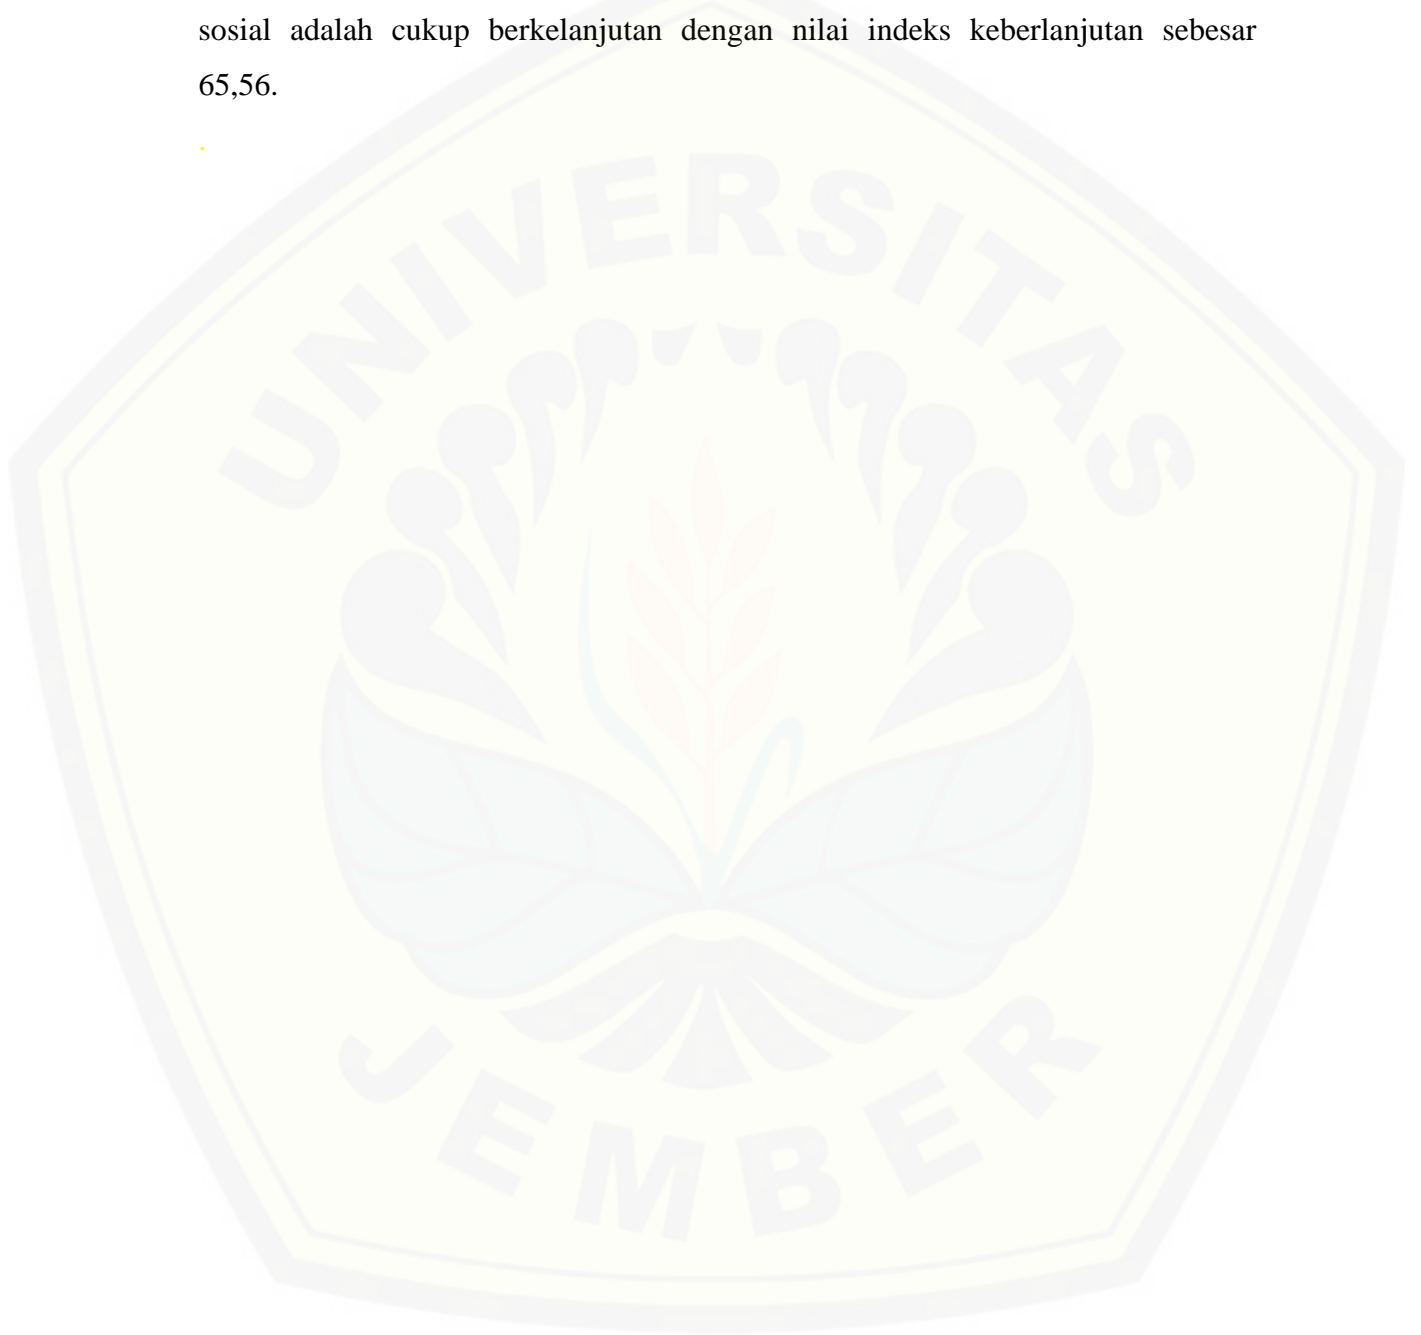 sosial adalah cukup berkelanjutan dengan nilai indeks keberlanjutan sebesar
65,56.
.
UNIVERSITAS
JEMBER